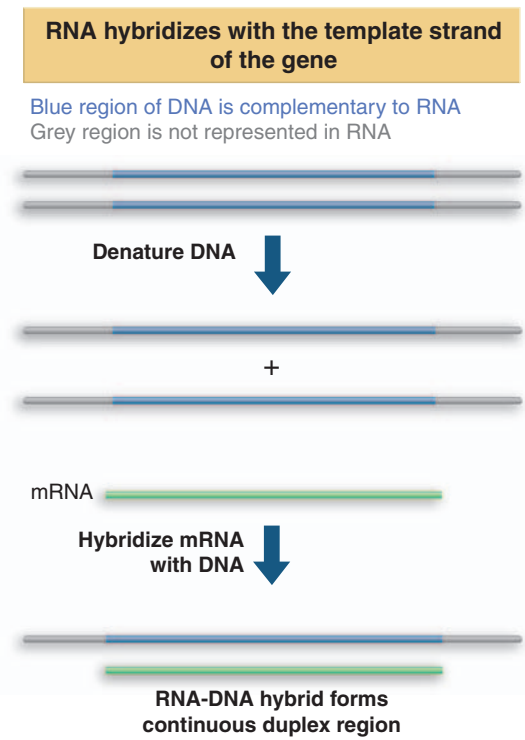 RNA hybridizes with the template strand
of the gene
Blue region of DNA is complementary to RNA
Grey region is not represented in RNA
Denature DNA
+
mRNA
Hybridize mRNA
with DNA
RNA-DNA hybrid forms
continuous duplex region